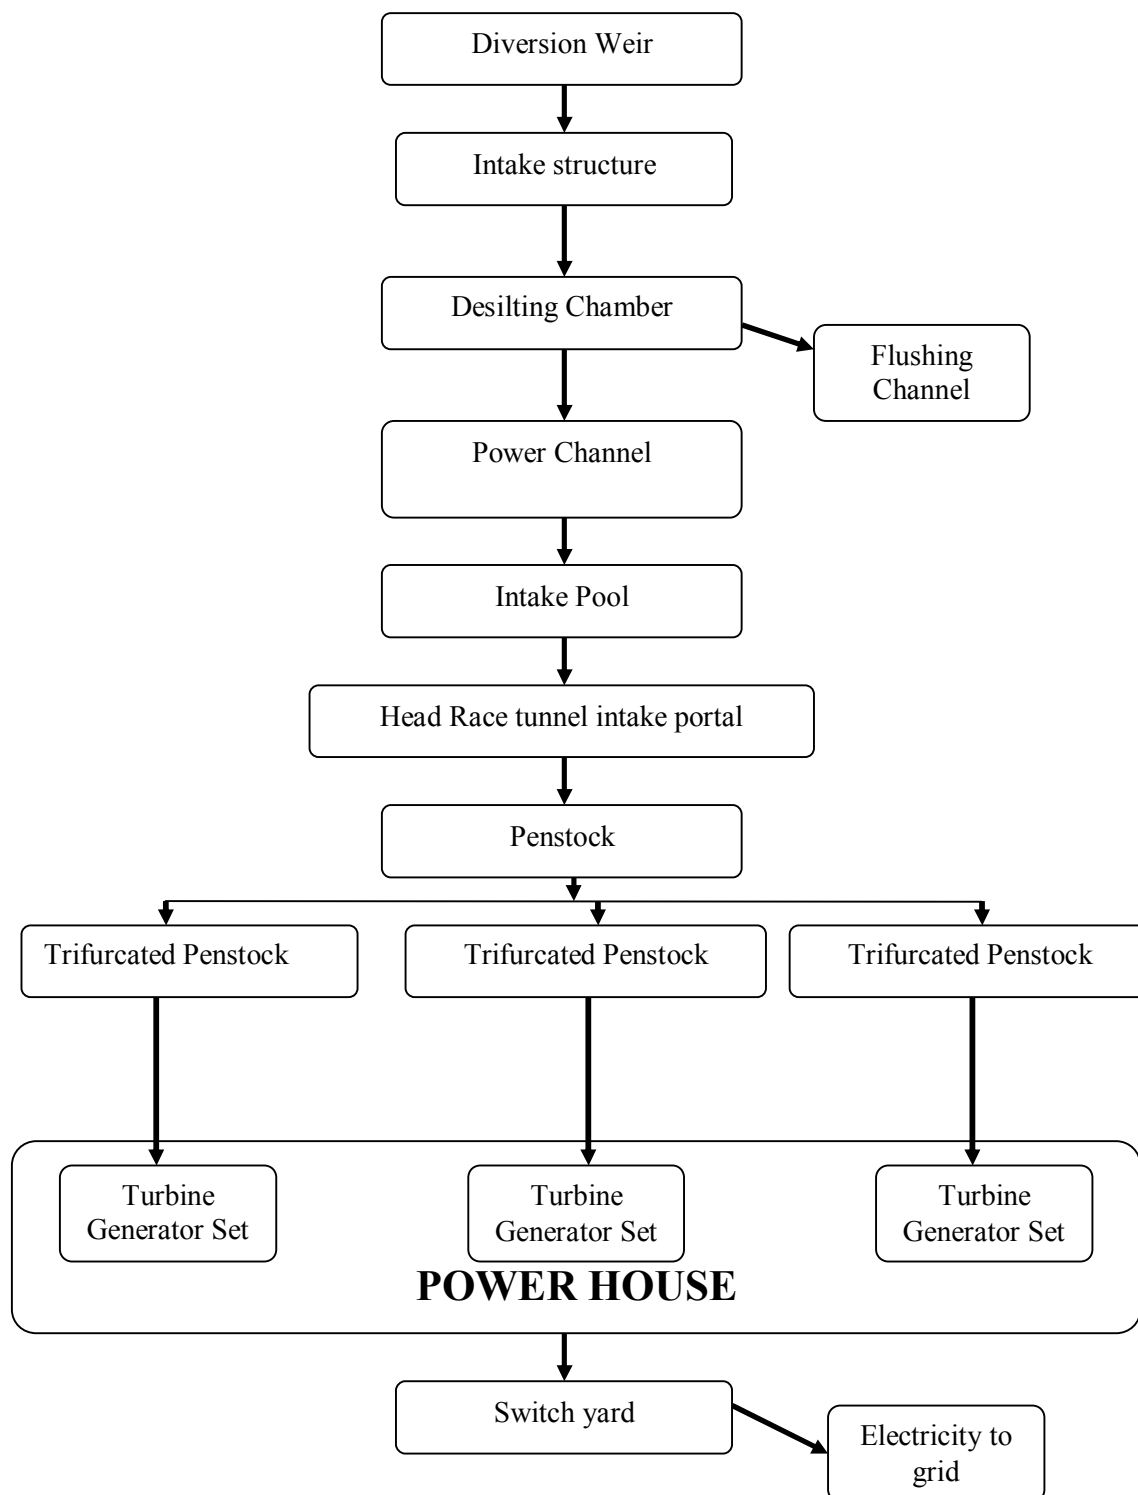 Diversion Weir
Intake structure
Desilting Chamber
Flushing
Channel
Power Channel
Intake Pool
Head Race tunnel intake portal
Penstock
Trifurcated Penstock
Trifurcated Penstock
Trifurcated Penstock
Turbine
Generator Set
Turbine
Generator Set
Turbine
Generator Set
POWER HOUSE
Switch yard
Electricity to
grid